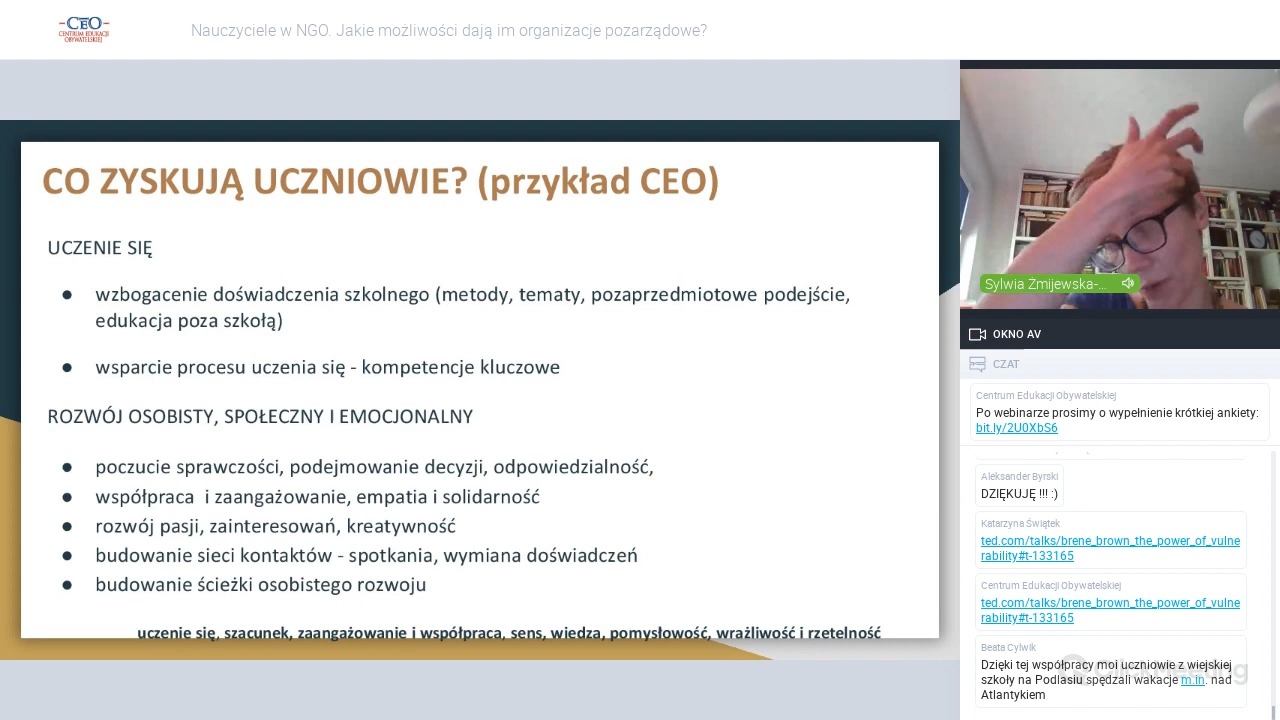 CEO
CENTRUM EDUKACJI
OBYWATELSKIEJ
Nauczyciele w NGO. Jakie możliwości dają im organizacje pozarządowe?
CO ZYSKUJĄ UCZNIOWIE? (przykład CEO)
UCZENIE SIĘ
● wzbogacenie doświadczenia szkolnego (metody, tematy, pozaprzedmiotowe podejście,
edukacja poza szkołą)
● wsparcie procesu uczenia się - kompetencje kluczowe
ROZWÓJ OSOBISTY, SPOŁECZNY I EMOCJONALNY
● poczucie sprawczości, podejmowanie decyzji, odpowiedzialność,
● współpraca i zaangażowanie, empatia i solidarność
● rozwój pasji, zainteresowań, kreatywność
● budowanie sieci kontaktów - spotkania, wymiana doświadczeń
● budowanie ścieżki osobistego rozwoju
uczenie się, szacunek, zaangażowanie i współpraca, sens, wiedza, pomysłowość, wrażliwość i rzetelność
Sylwia Żmijewska-...
OKNO AV
CZAT
Centrum Edukacji Obywatelskiej
Po webinarze prosimy o wypełnienie krótkiej ankiety:
bit.ly/2U0XbS6
Aleksander Byrski
DZIĘKUJĘ !!! :)
Katarzyna Świątek
ted.com/talks/brene_brown_the_power_of_vulne
rability#t-133165
Centrum Edukacji Obywatelskiej
ted.com/talks/brene_brown_the_power_of_vulne
rability#t-133165
Beata Cylwik
Dzięki tej współpracy moi uczniowie z wiejskiej
szkoły na Podlasiu spędzali wakacje m.in. nad
Atlantykiem
ClickMeeting